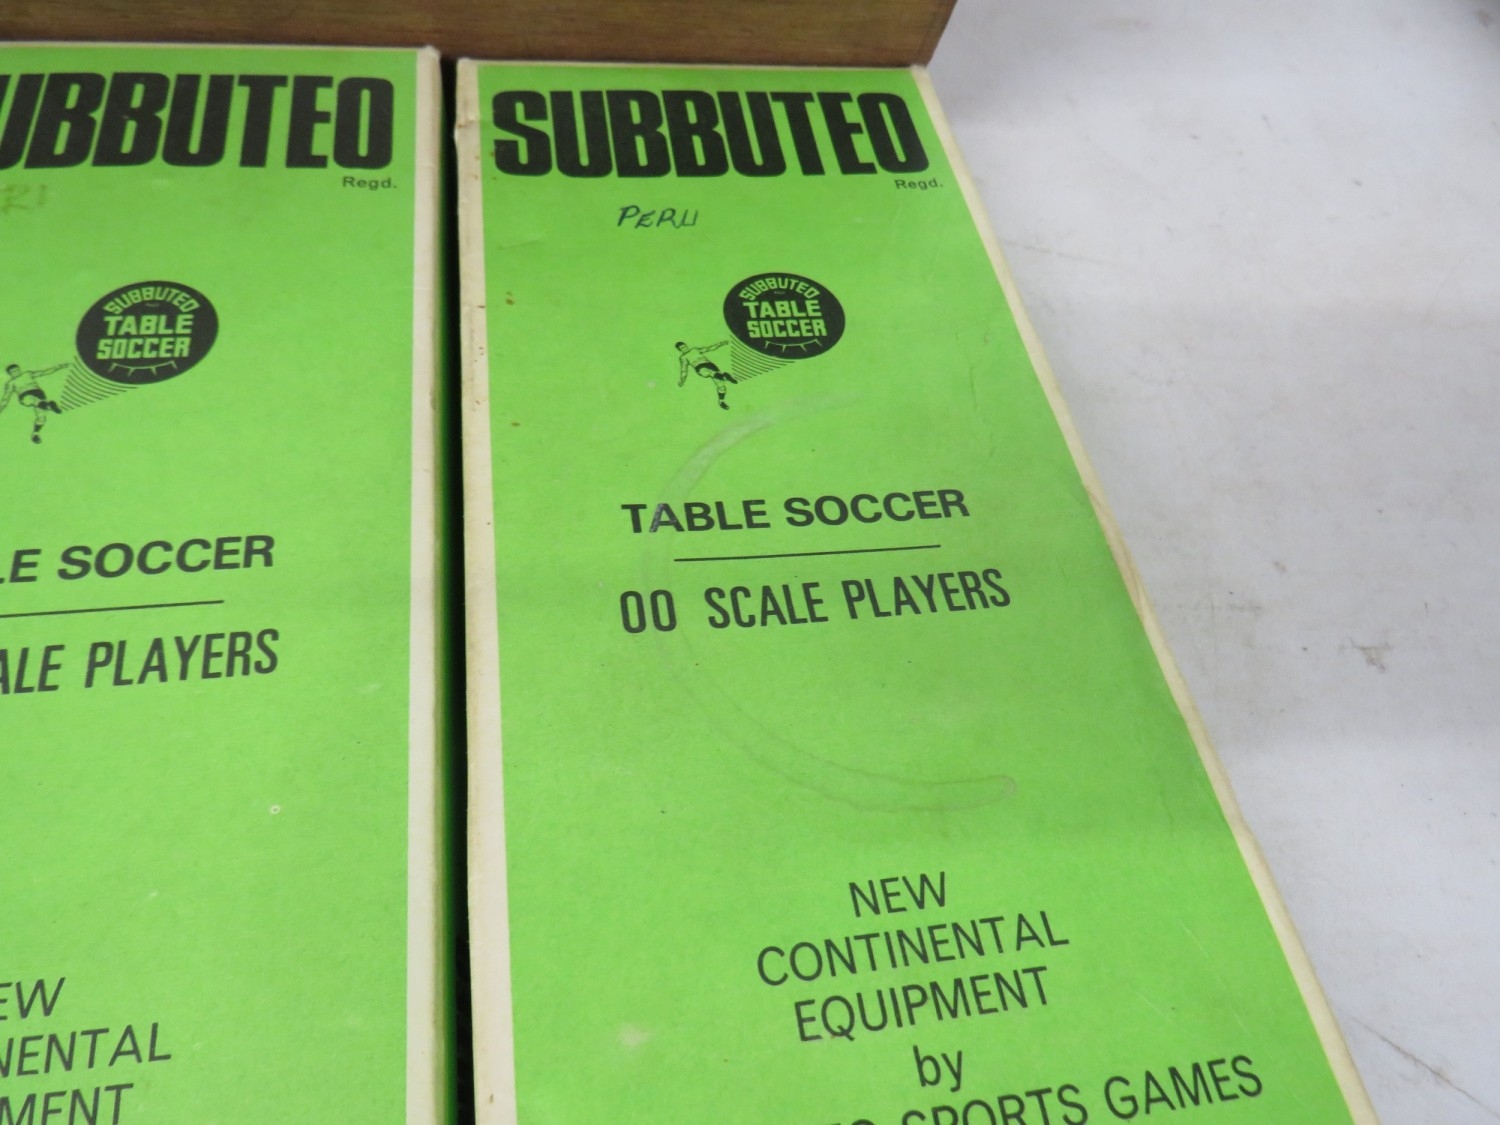 UBBUTEO
Regd.
SUBBUTEO
TABLE
SOCCER
LE SOCCER
ALE PLAYERS
EW
NENTAL
MENT
SUBBUTEO
Regd.
PERU
SUBBUTEO
TABLE
SOCCER
TABLE SOCCER
00 SCALE PLAYERS
NEW
CONTINENTAL
EQUIPMENT
by
SPORTS GAMES